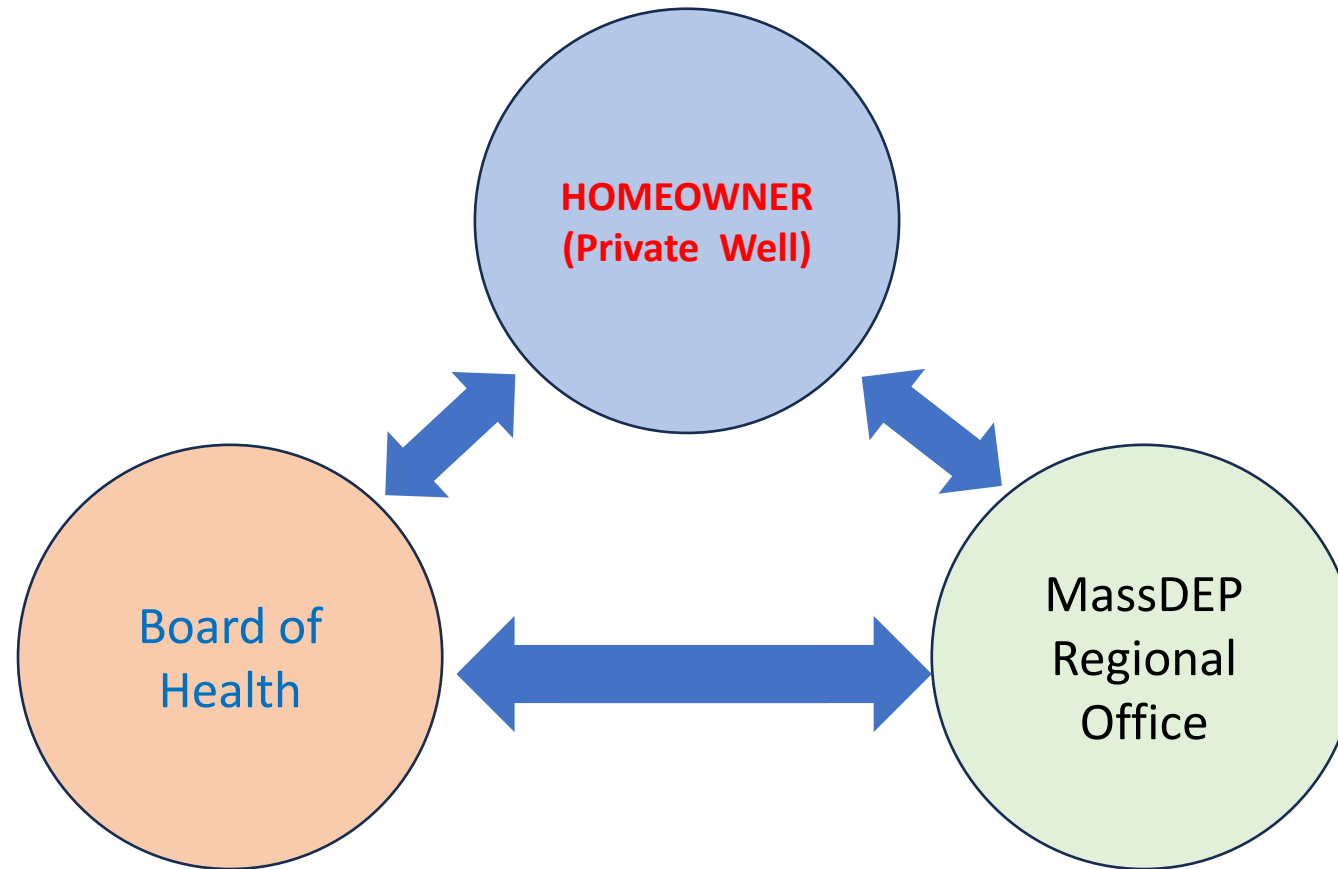 HOMEOWNER
(Private  Well)
Board of
Health
MassDEP
Regional
Office